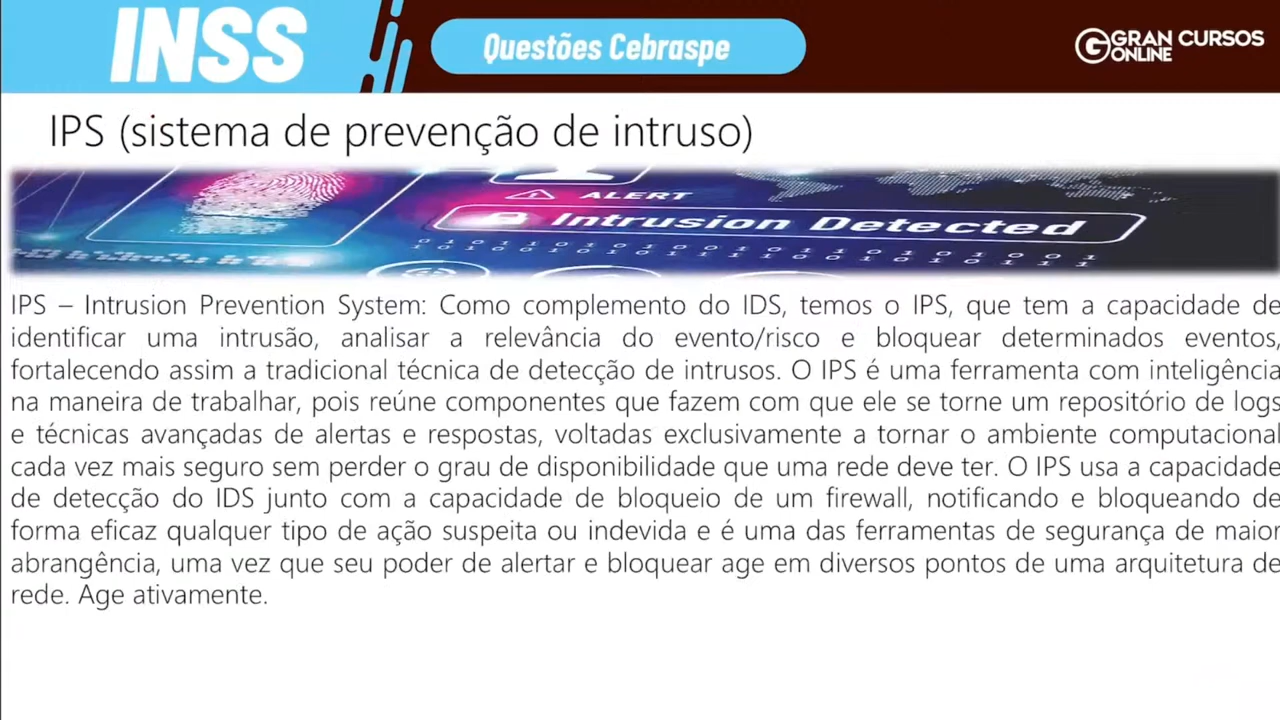 INSS
Questões Cebraspe
GRAN CURSOS
ONLINE
IPS (sistema de prevenção de intruso)
ALERT
Intrusion Detected
IPS – Intrusion Prevention System: Como complemento do IDS, temos o IPS, que tem a capacidade de
identificar uma intrusão, analisar a relevância do evento/risco e bloquear determinados eventos,
fortalecendo assim a tradicional técnica de detecção de intrusos. O IPS é uma ferramenta com inteligência
na maneira de trabalhar, pois reúne componentes que fazem com que ele se torne um repositório de logs
e técnicas avançadas de alertas e respostas, voltadas exclusivamente a tornar o ambiente computacional
cada vez mais seguro sem perder o grau de disponibilidade que uma rede deve ter. O IPS usa a capacidade
de detecção do IDS junto com a capacidade de bloqueio de um firewall, notificando e bloqueando de
forma eficaz qualquer tipo de ação suspeita ou indevida e é uma das ferramentas de segurança de maior
abrangência, uma vez que seu poder de alertar e bloquear age em diversos pontos de uma arquitetura de
rede. Age ativamente.